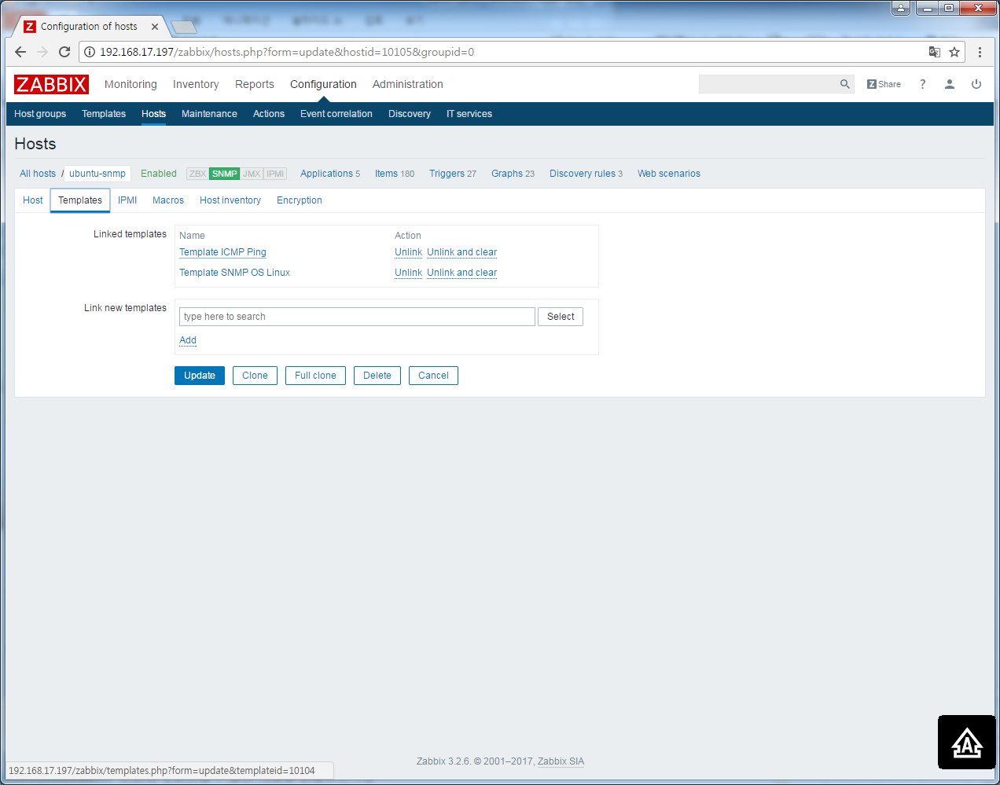 Configuration of hosts
192.168.17.197/zabbix/hosts.php?form=update&hostid=10105&groupid=0
ZABBIX Monitoring Inventory Reports Configuration Administration Z Share ?
Host groups Templates Hosts Maintenance Actions Event correlation Discovery IT services
Hosts
All hosts / ubuntu-snmp Enabled ZBX SNMP JMX IPMI Applications 5 Items 180 Triggers 27 Graphs 23 Discovery rules 3 Web scenarios
Host Templates IPMI Macros Host inventory Encryption
Linked templates Name Action
Template ICMP Ping Unlink Unlink and clear
Template SNMP OS Linux Unlink Unlink and clear
Link new templates
type here to search Select
Add
Update Clone Full clone Delete Cancel
Zabbix 3.2.6. © 2001–2017, Zabbix SIA
192.168.17.197/zabbix/templates.php?form=update&templateid=10104
A